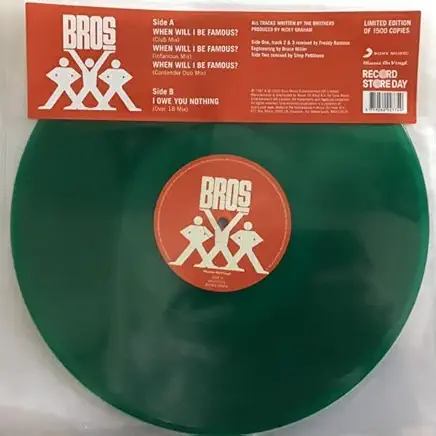 BROS
Side A
WHEN WILL I BE FAMOUS?
(Club Mix)
WHEN WILL I BE FAMOUS?
(Infamous Mix)
WHEN WILL I BE FAMOUS?
(Contender Dub Mix)
Side B
I OWE YOU NOTHING
(Over 18 Mix)
ALL TRACKS WRITTEN BY THE BROTHERS
PRODUCED BY NICKY GRAHAM
Side One, track 2 & 3 remixed by Freddy Bastone
Engineering by Bruce Miller
Side Two remixed by Shep Pettibone
LIMITED EDITION
OF 1500 COPIES
SONY MUSIC
Music On Vinyl
RECORD
STORE DAY
BROS